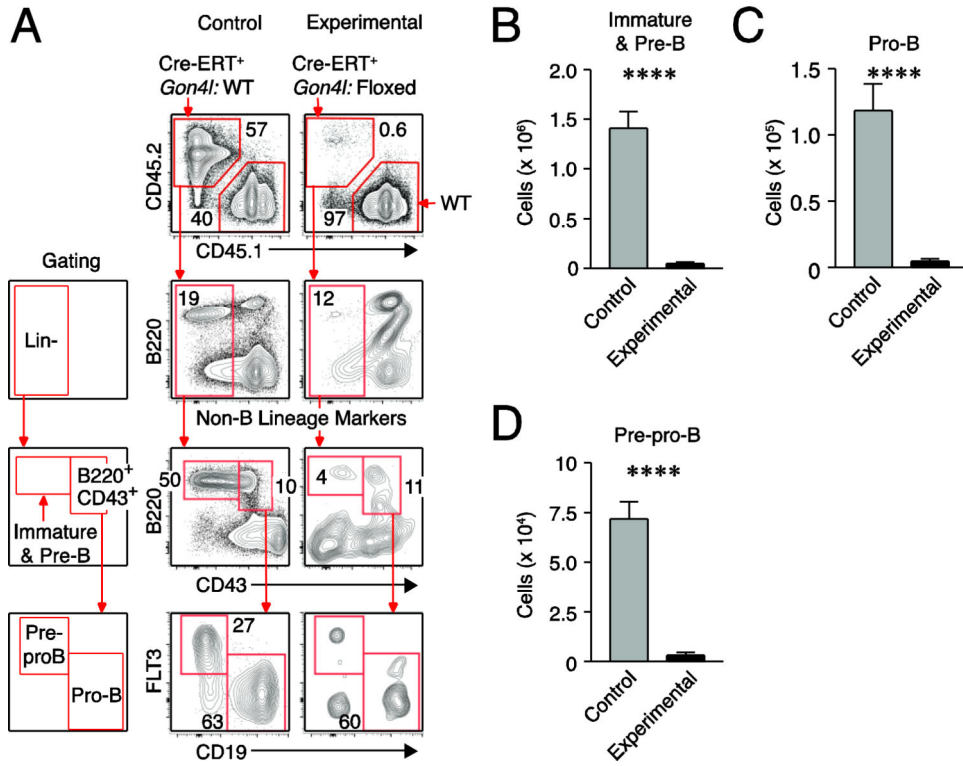 A
Control
Experimental
Cre-ERT⁺
Gon4l: WT
Cre-ERT⁺
Gon4l: Floxed
57
0.6
CD45.2
40
97
WT
CD45.1
Gating
Lin-
19
12
B220
Non-B Lineage Markers
B220⁺
CD43⁺
Immature
& Pre-B
50
10
4
11
B220
CD43
Pre-
proB
Pro-B
27
FLT3
63
60
CD19
B
Immature
& Pre-B
****
Cells (x 10⁶)
2.0
1.5
1.0
0.5
0
Control
Experimental
C
Pro-B
****
Cells (x 10⁵)
1.5
1.0
0.5
0
Control
Experimental
D
Pre-pro-B
****
Cells (x 10⁴)
10
7.5
5.0
2.5
0
Control
Experimental